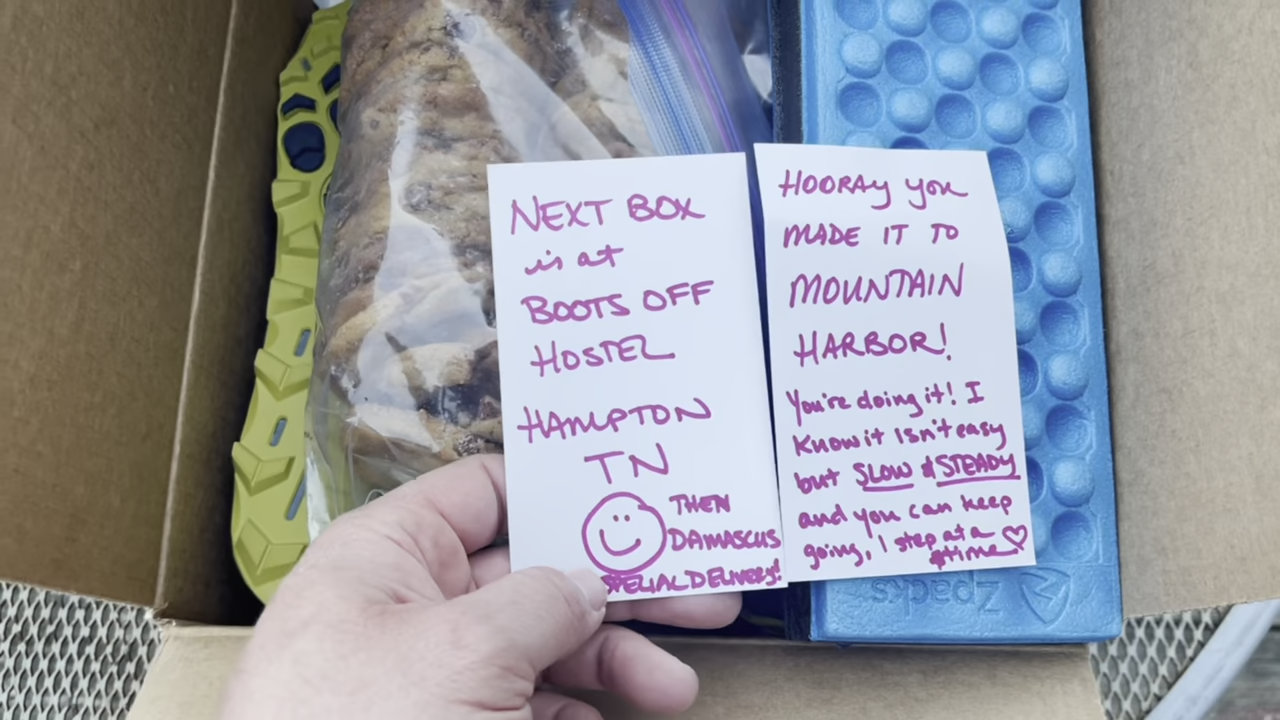 NEXT BOX
is at
BOOTS OFF
HOSTEL
HAMPTON
TN
THEN
DAMASCUS
SPECIAL DELIVERY!
HOORAY you
MADE IT TO
MOUNTAIN
HARBOR!
You're doing it! I
Know it isn't easy
but SLOW & STEADY
and you can keep
going, 1 step at a
time
Zpacks